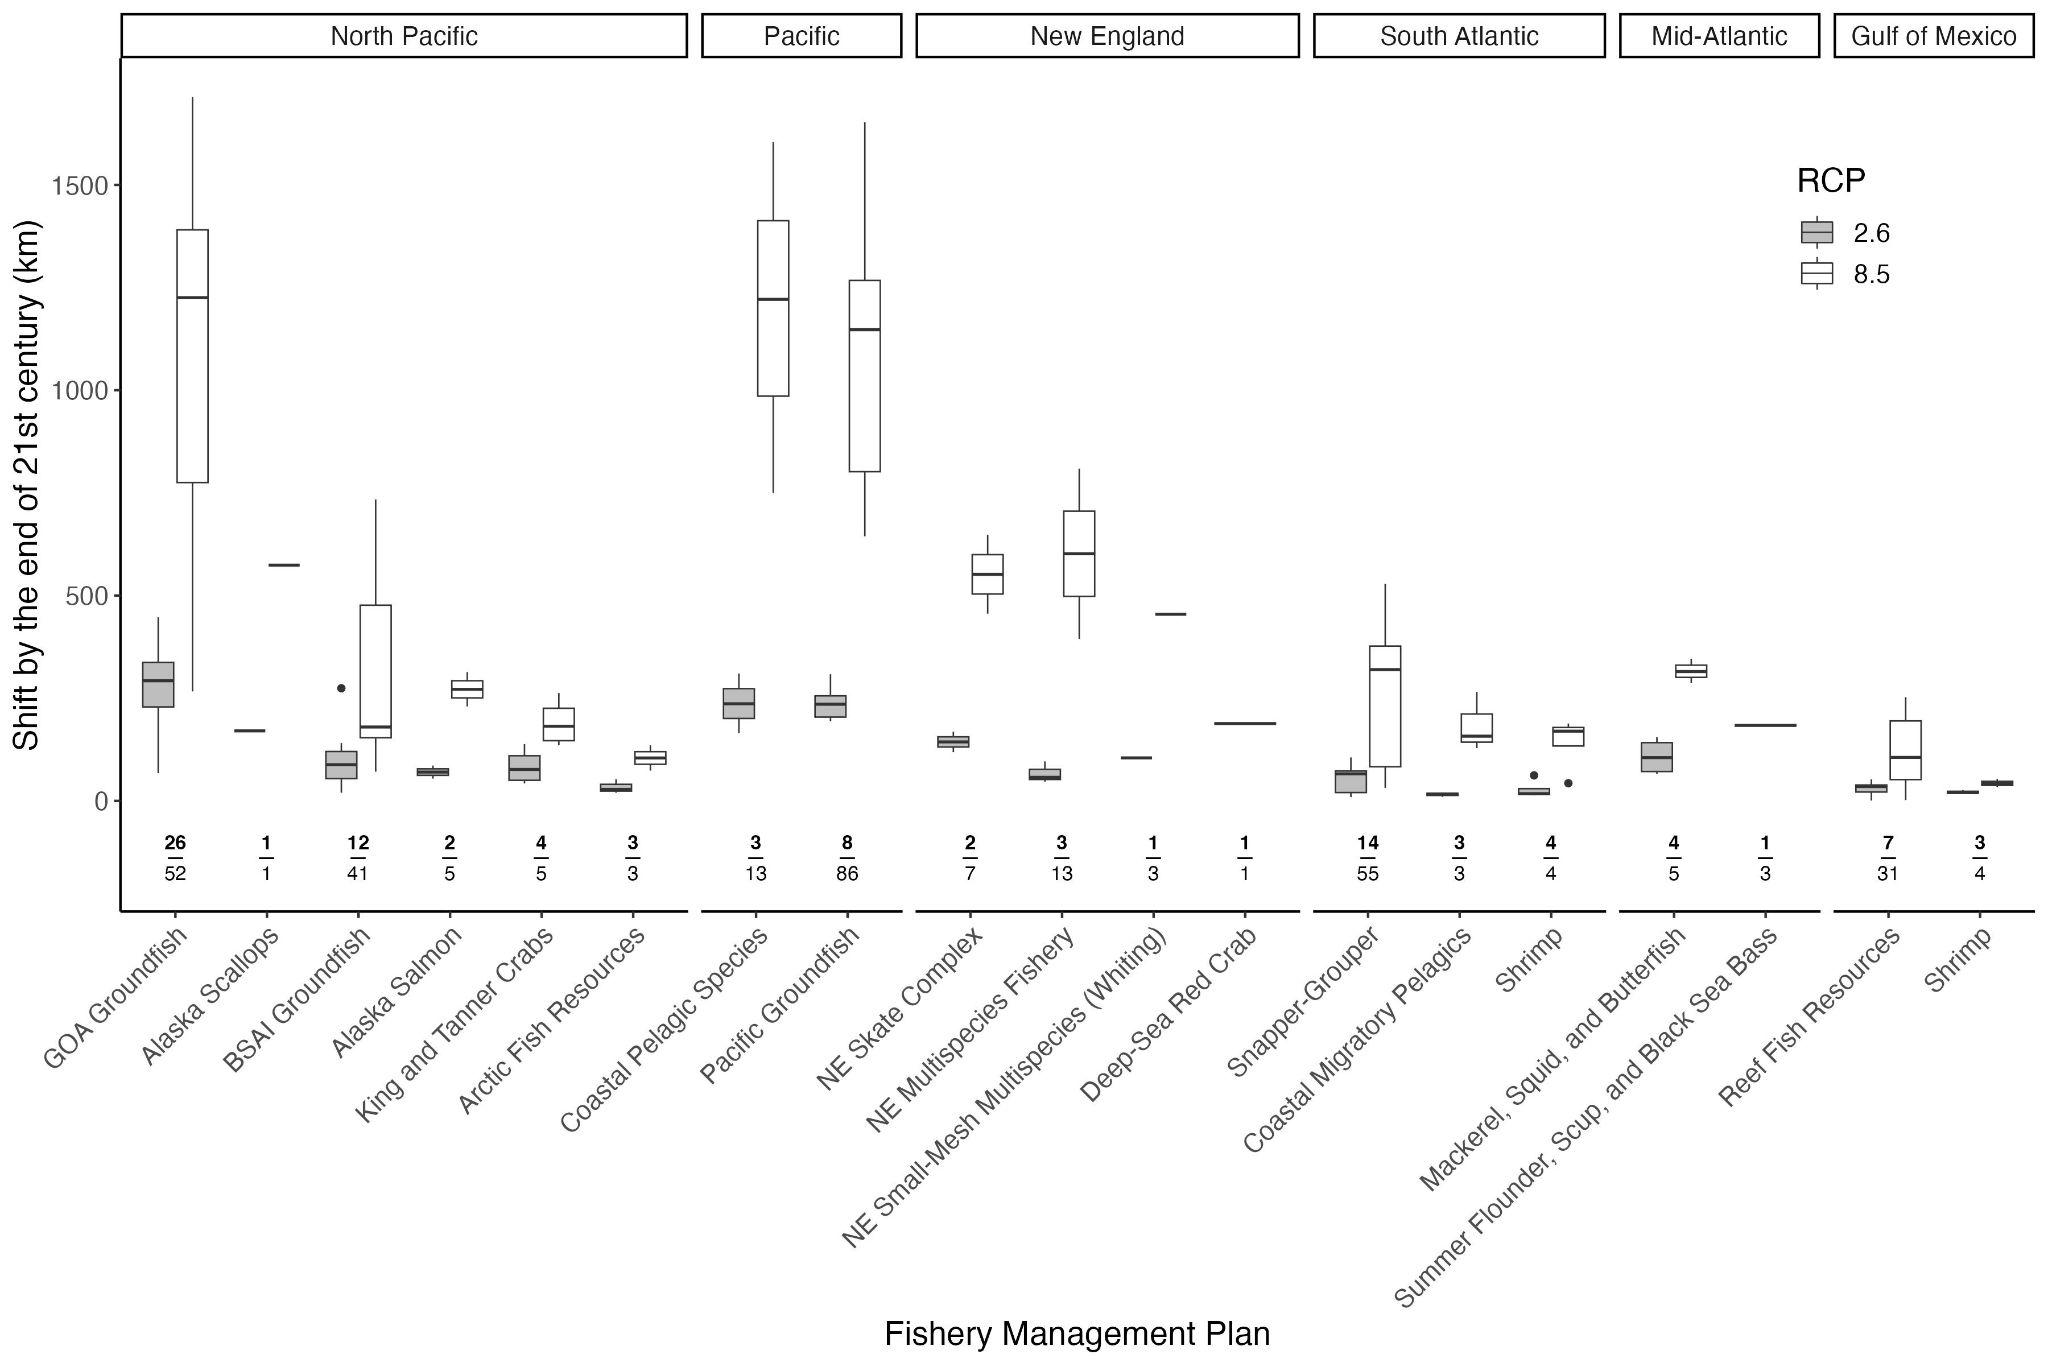 North Pacific Pacific New England South Atlantic Mid-Atlantic Gulf of Mexico
Shift by the end of 21st century (km)
1500
1000
500
0
RCP
2.6
8.5
26 1 12 2 4 3 3 8 2 3 1 1 14 3 4 4 1 7 3
52 1 41 5 5 3 13 86 7 13 3 1 55 3 4 5 3 31 4
GOA Groundfish
Alaska Scallops
BSAI Groundfish
Alaska Salmon
King and Tanner Crabs
Arctic Fish Resources
Coastal Pelagic Species
Pacific Groundfish
NE Skate Complex
NE Multispecies Fishery
NE Small-Mesh Multispecies (Whiting)
Deep-Sea Red Crab
Snapper-Grouper
Coastal Migratory Pelagics
Shrimp
Mackerel, Squid, and Butterfish
Summer Flounder, Scup, and Black Sea Bass
Reef Fish Resources
Shrimp
Fishery Management Plan